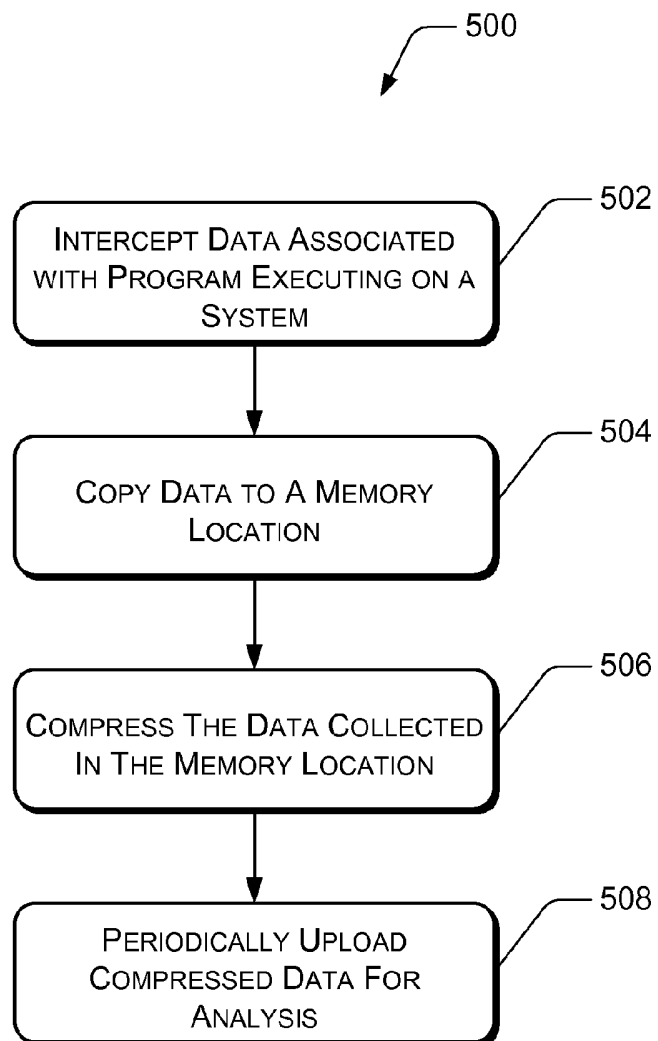 500
502
INTERCEPT DATA ASSOCIATED
WITH PROGRAM EXECUTING ON A
SYSTEM
504
COPY DATA TO A MEMORY
LOCATION
506
COMPRESS THE DATA COLLECTED
IN THE MEMORY LOCATION
508
PERIODICALLY UPLOAD
COMPRESSED DATA FOR
ANALYSIS